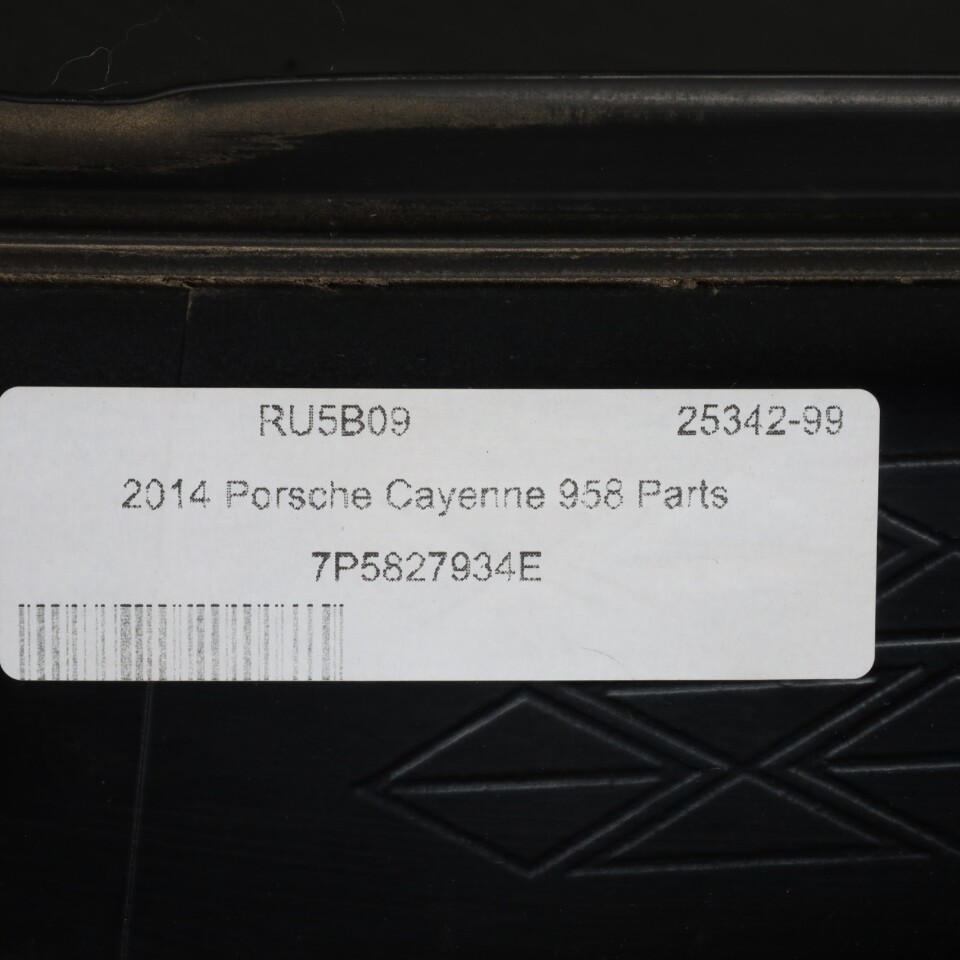 RU5B09 25342-99
2014 Porsche Cayenne 958 Parts
7P5827934E